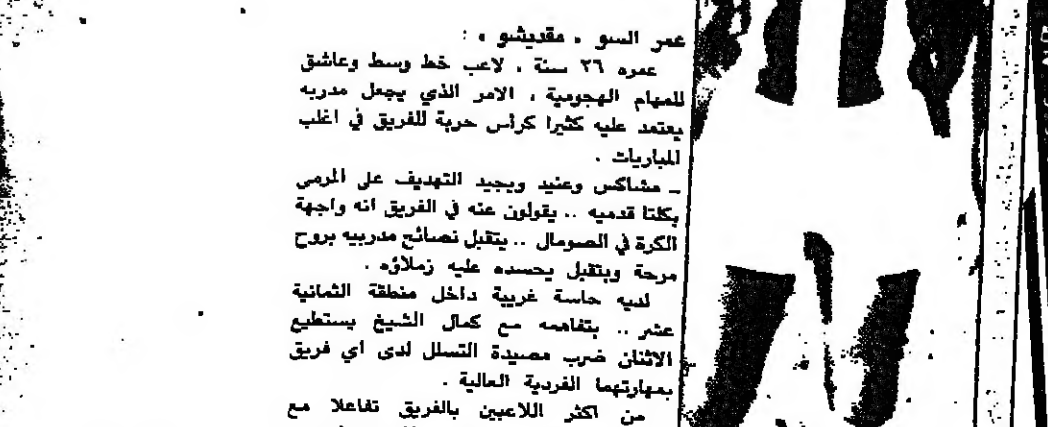 عمر السو « مقديشو » :
عمره ٢٦ سنة ، لاعب خط وسط وعاشق
للمهام الهجومية ، الامر الذي يجعل مدربه
يعتمد عليه كثيرا كرأس حربة للفريق في اغلب
المباريات .
ـ مشاكس وعنيد ويجيد التهديف على المرمى
بكلتا قدميه .. يقولون عنه في الفريق انه واجهة
الكرة في الصومال .. يتقبل نصائح مدربيه بروح
مرحة وبتقبل يحسده عليه زملاؤه .
لديه حاسة غريبة داخل منطقة الثمانية
عشر .. بتفاهمه مع كمال الشيخ يستطيع
الاثنان ضرب مصيدة التسلل لدى اي فريق
بمهارتهما الفردية العالية .
من اكثر اللاعبين بالفريق تفاعلا مع